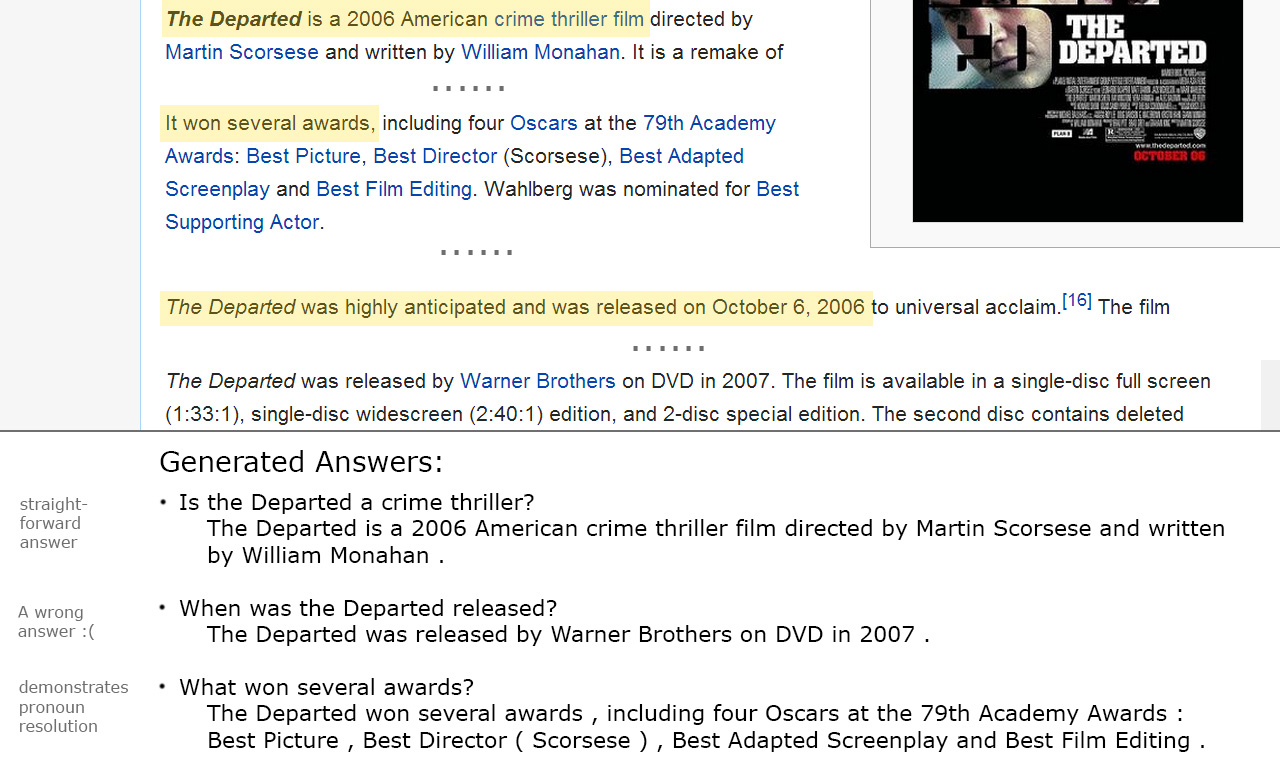 The Departed is a 2006 American crime thriller film directed by
Martin Scorsese and written by William Monahan. It is a remake of
......
It won several awards, including four Oscars at the 79th Academy
Awards: Best Picture, Best Director (Scorsese), Best Adapted
Screenplay and Best Film Editing. Wahlberg was nominated for Best
Supporting Actor.
......
THE
DEPARTED
PLAN B
R
www.thedeparted.com
OCTOBER 06
The Departed was highly anticipated and was released on October 6, 2006 to universal acclaim.[16] The film
......
The Departed was released by Warner Brothers on DVD in 2007. The film is available in a single-disc full screen
(1:33:1), single-disc widescreen (2:40:1) edition, and 2-disc special edition. The second disc contains deleted
Generated Answers:
straight-
forward
answer
• Is the Departed a crime thriller?
The Departed is a 2006 American crime thriller film directed by Martin Scorsese and written
by William Monahan .
A wrong
answer :(
• When was the Departed released?
The Departed was released by Warner Brothers on DVD in 2007 .
demonstrates
pronoun
resolution
• What won several awards?
The Departed won several awards , including four Oscars at the 79th Academy Awards :
Best Picture , Best Director ( Scorsese ) , Best Adapted Screenplay and Best Film Editing .